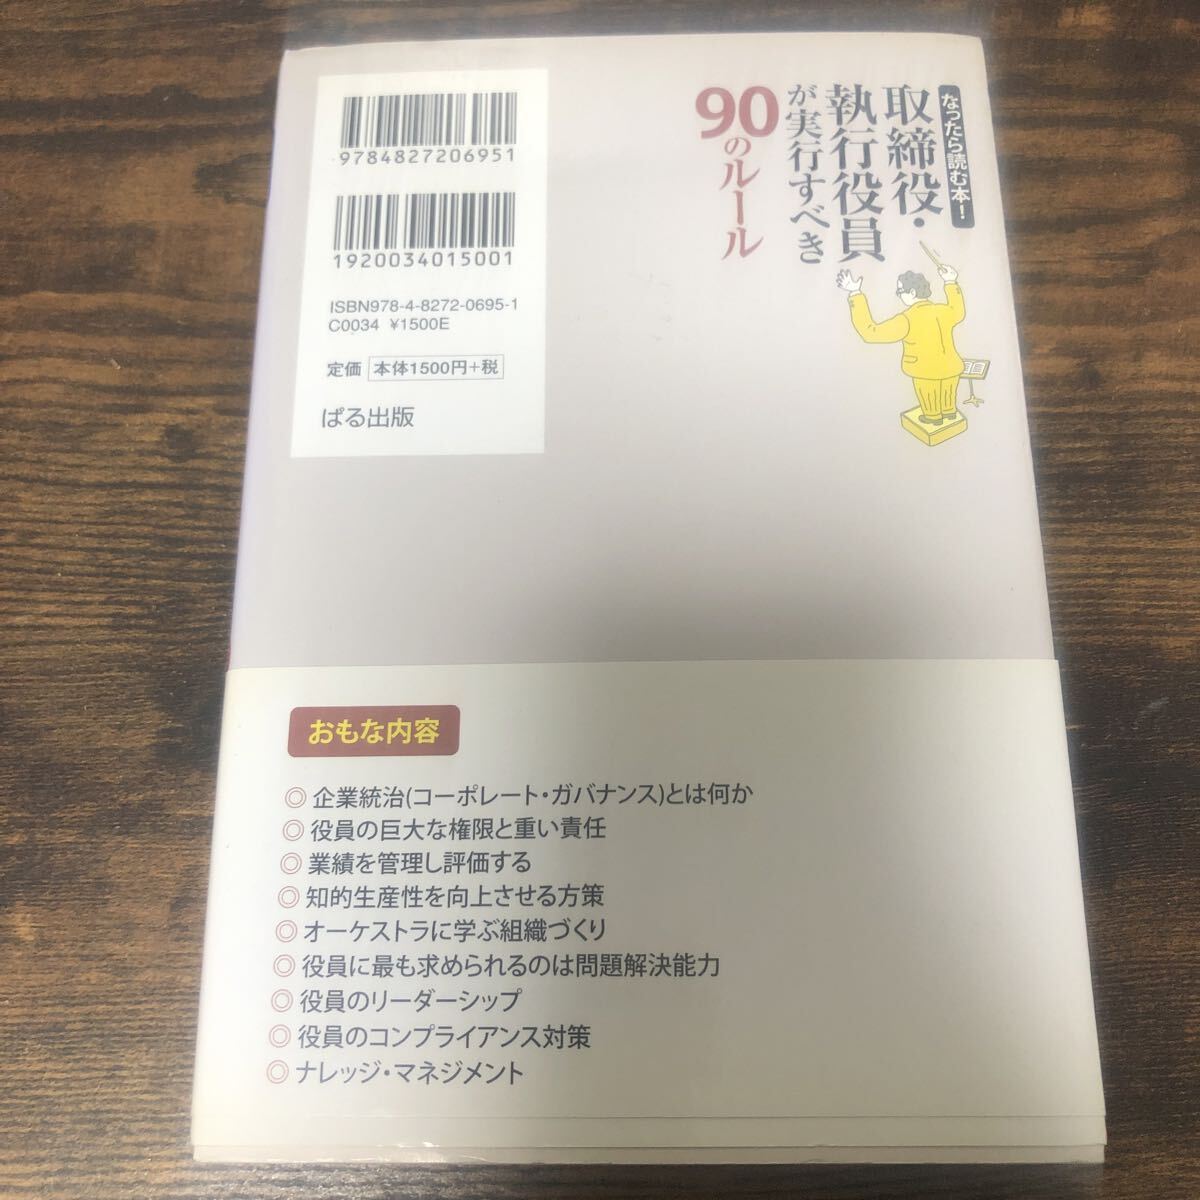 なったら読む本!
取締役・
執行役員
が実行すべき
90のルール
9784827206951
1920034015001
ISBN978-4-8272-0695-1
C0034 ¥1500E
定価 本体1500円+税
ぱる出版
おもな内容
◎ 企業統治(コーポレート・ガバナンス)とは何か
◎ 役員の巨大な権限と重い責任
◎ 業績を管理し評価する
◎ 知的生産性を向上させる方策
◎ オーケストラに学ぶ組織づくり
◎ 役員に最も求められるのは問題解決能力
◎ 役員のリーダーシップ
◎ 役員のコンプライアンス対策
◎ ナレッジ・マネジメント